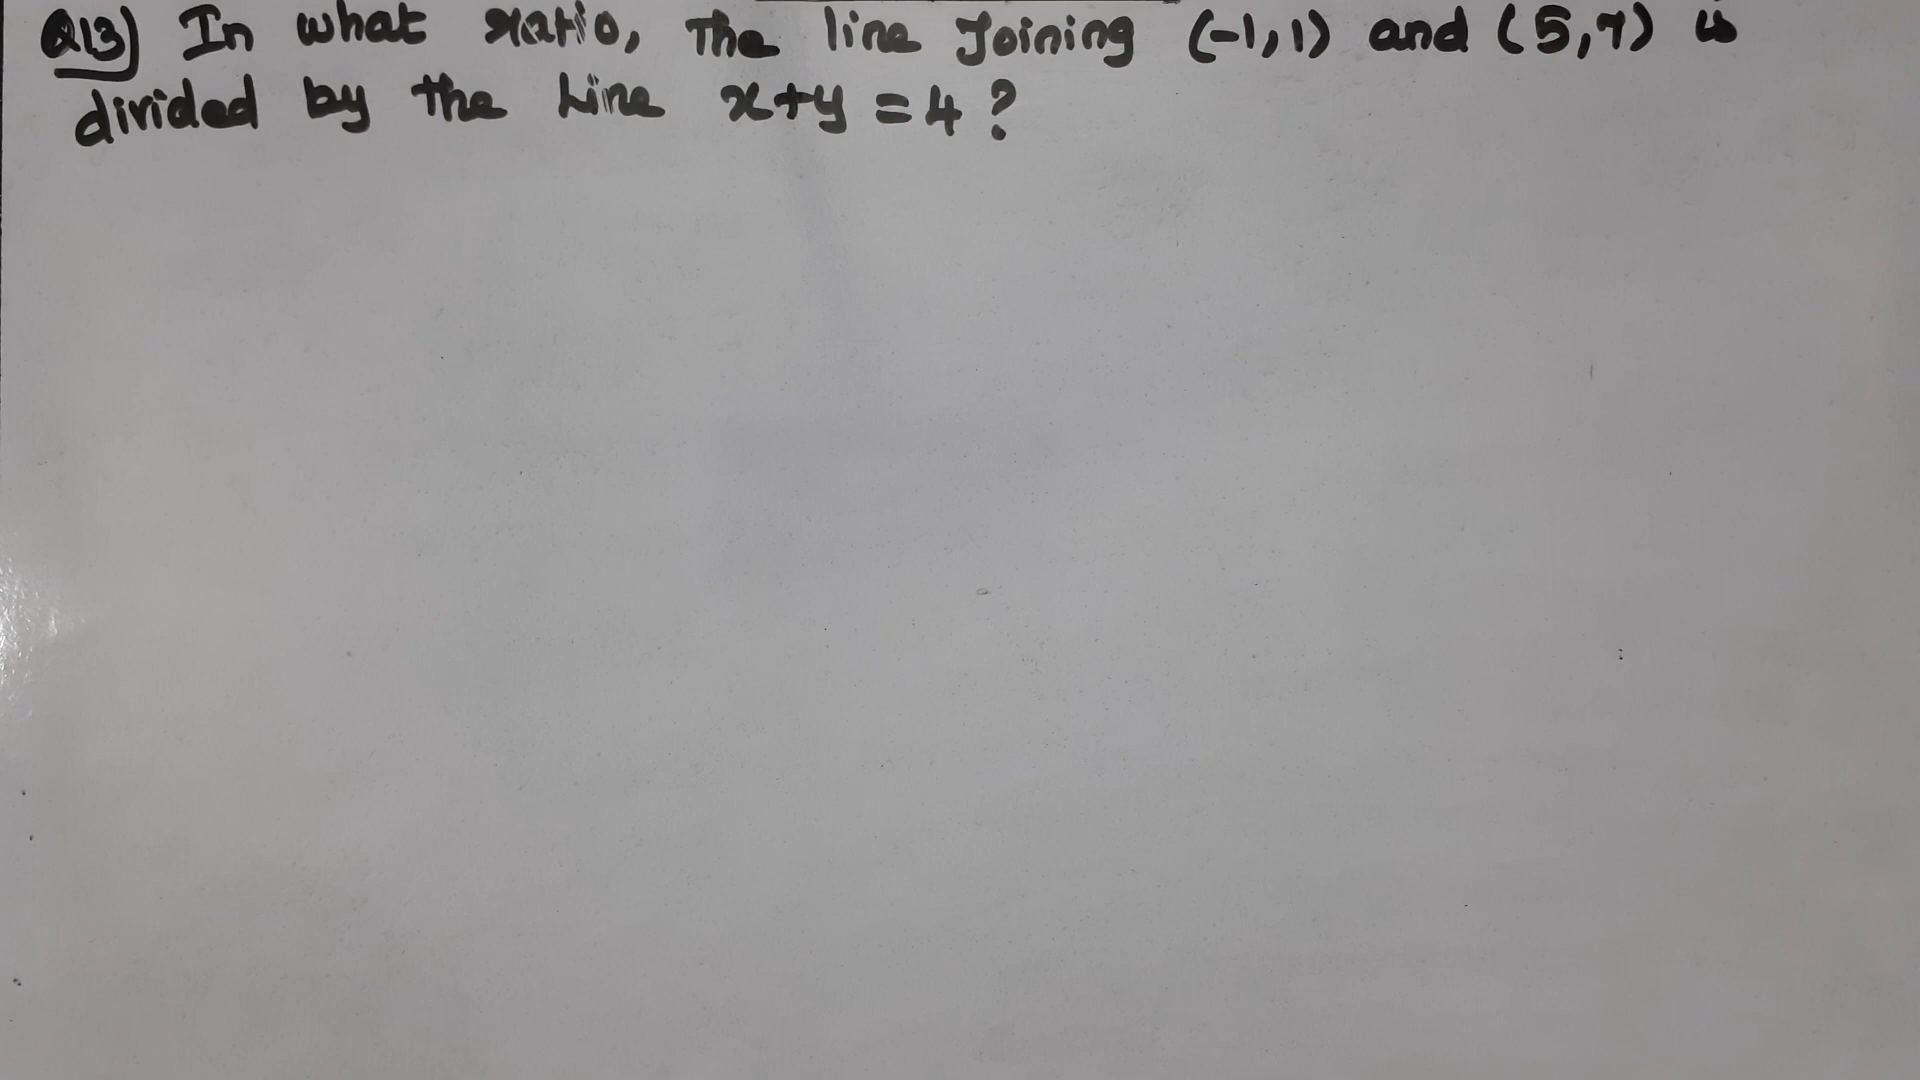 Q13) In what ratio, The line Joining (-1,1) and (5,7) is
divided by the line x+y=4?